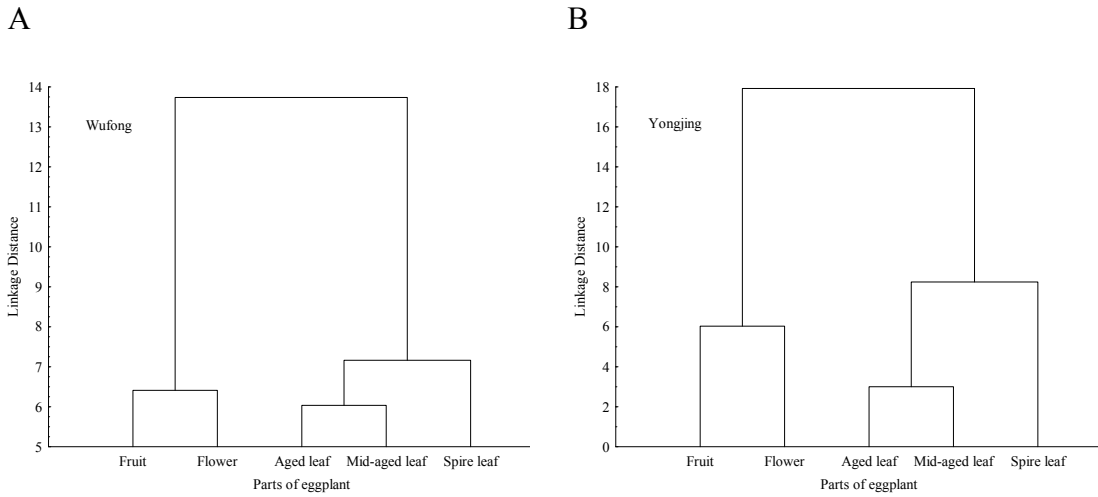 A
14
13
12
11
10
9
8
7
6
5
Linkage Distance
Wufong
Fruit Flower Aged leaf Mid-aged leaf Spire leaf
Parts of eggplant
B
18
16
14
12
10
8
6
4
2
0
Linkage Distance
Yongjing
Fruit Flower Aged leaf Mid-aged leaf Spire leaf
Parts of eggplant